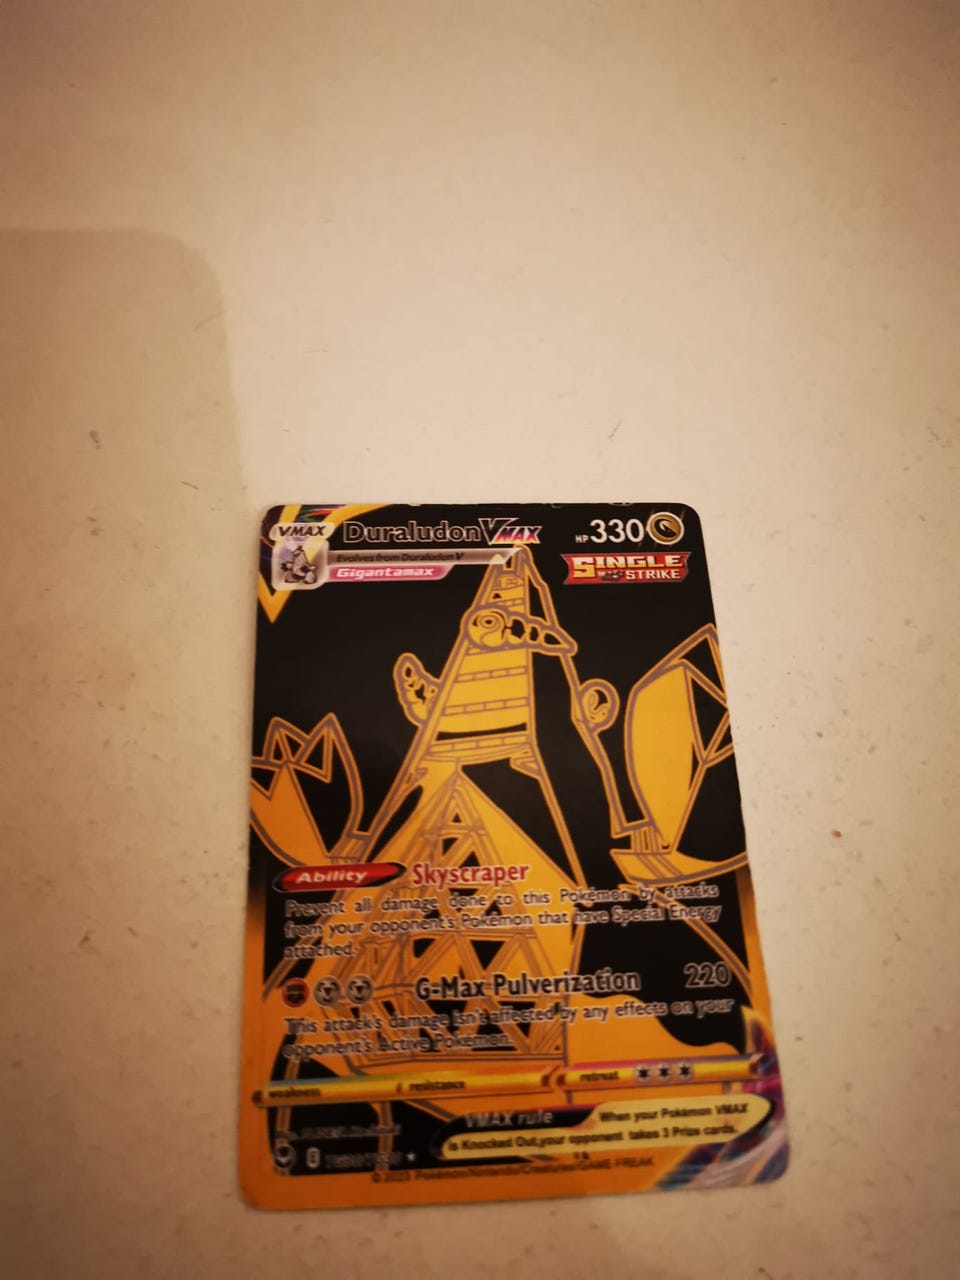 VMAX
Duraludon VMAX
HP 330
Evolves from Duraludon V
Gigantamax
SINGLE STRIKE
Ability Skyscraper
Prevent all damage done to this Pokémon by attacks
from your opponent's Pokémon that have Special Energy
attached.
G-Max Pulverization 220
This attack's damage isn't affected by any effects on your
opponent's Active Pokémon.
weakness resistance retreat
VMAX rule When your Pokémon VMAX
is Knocked Out,your opponent takes 3 Prize cards.
Pokémon/Nintendo/Creatures/GAME FREAK